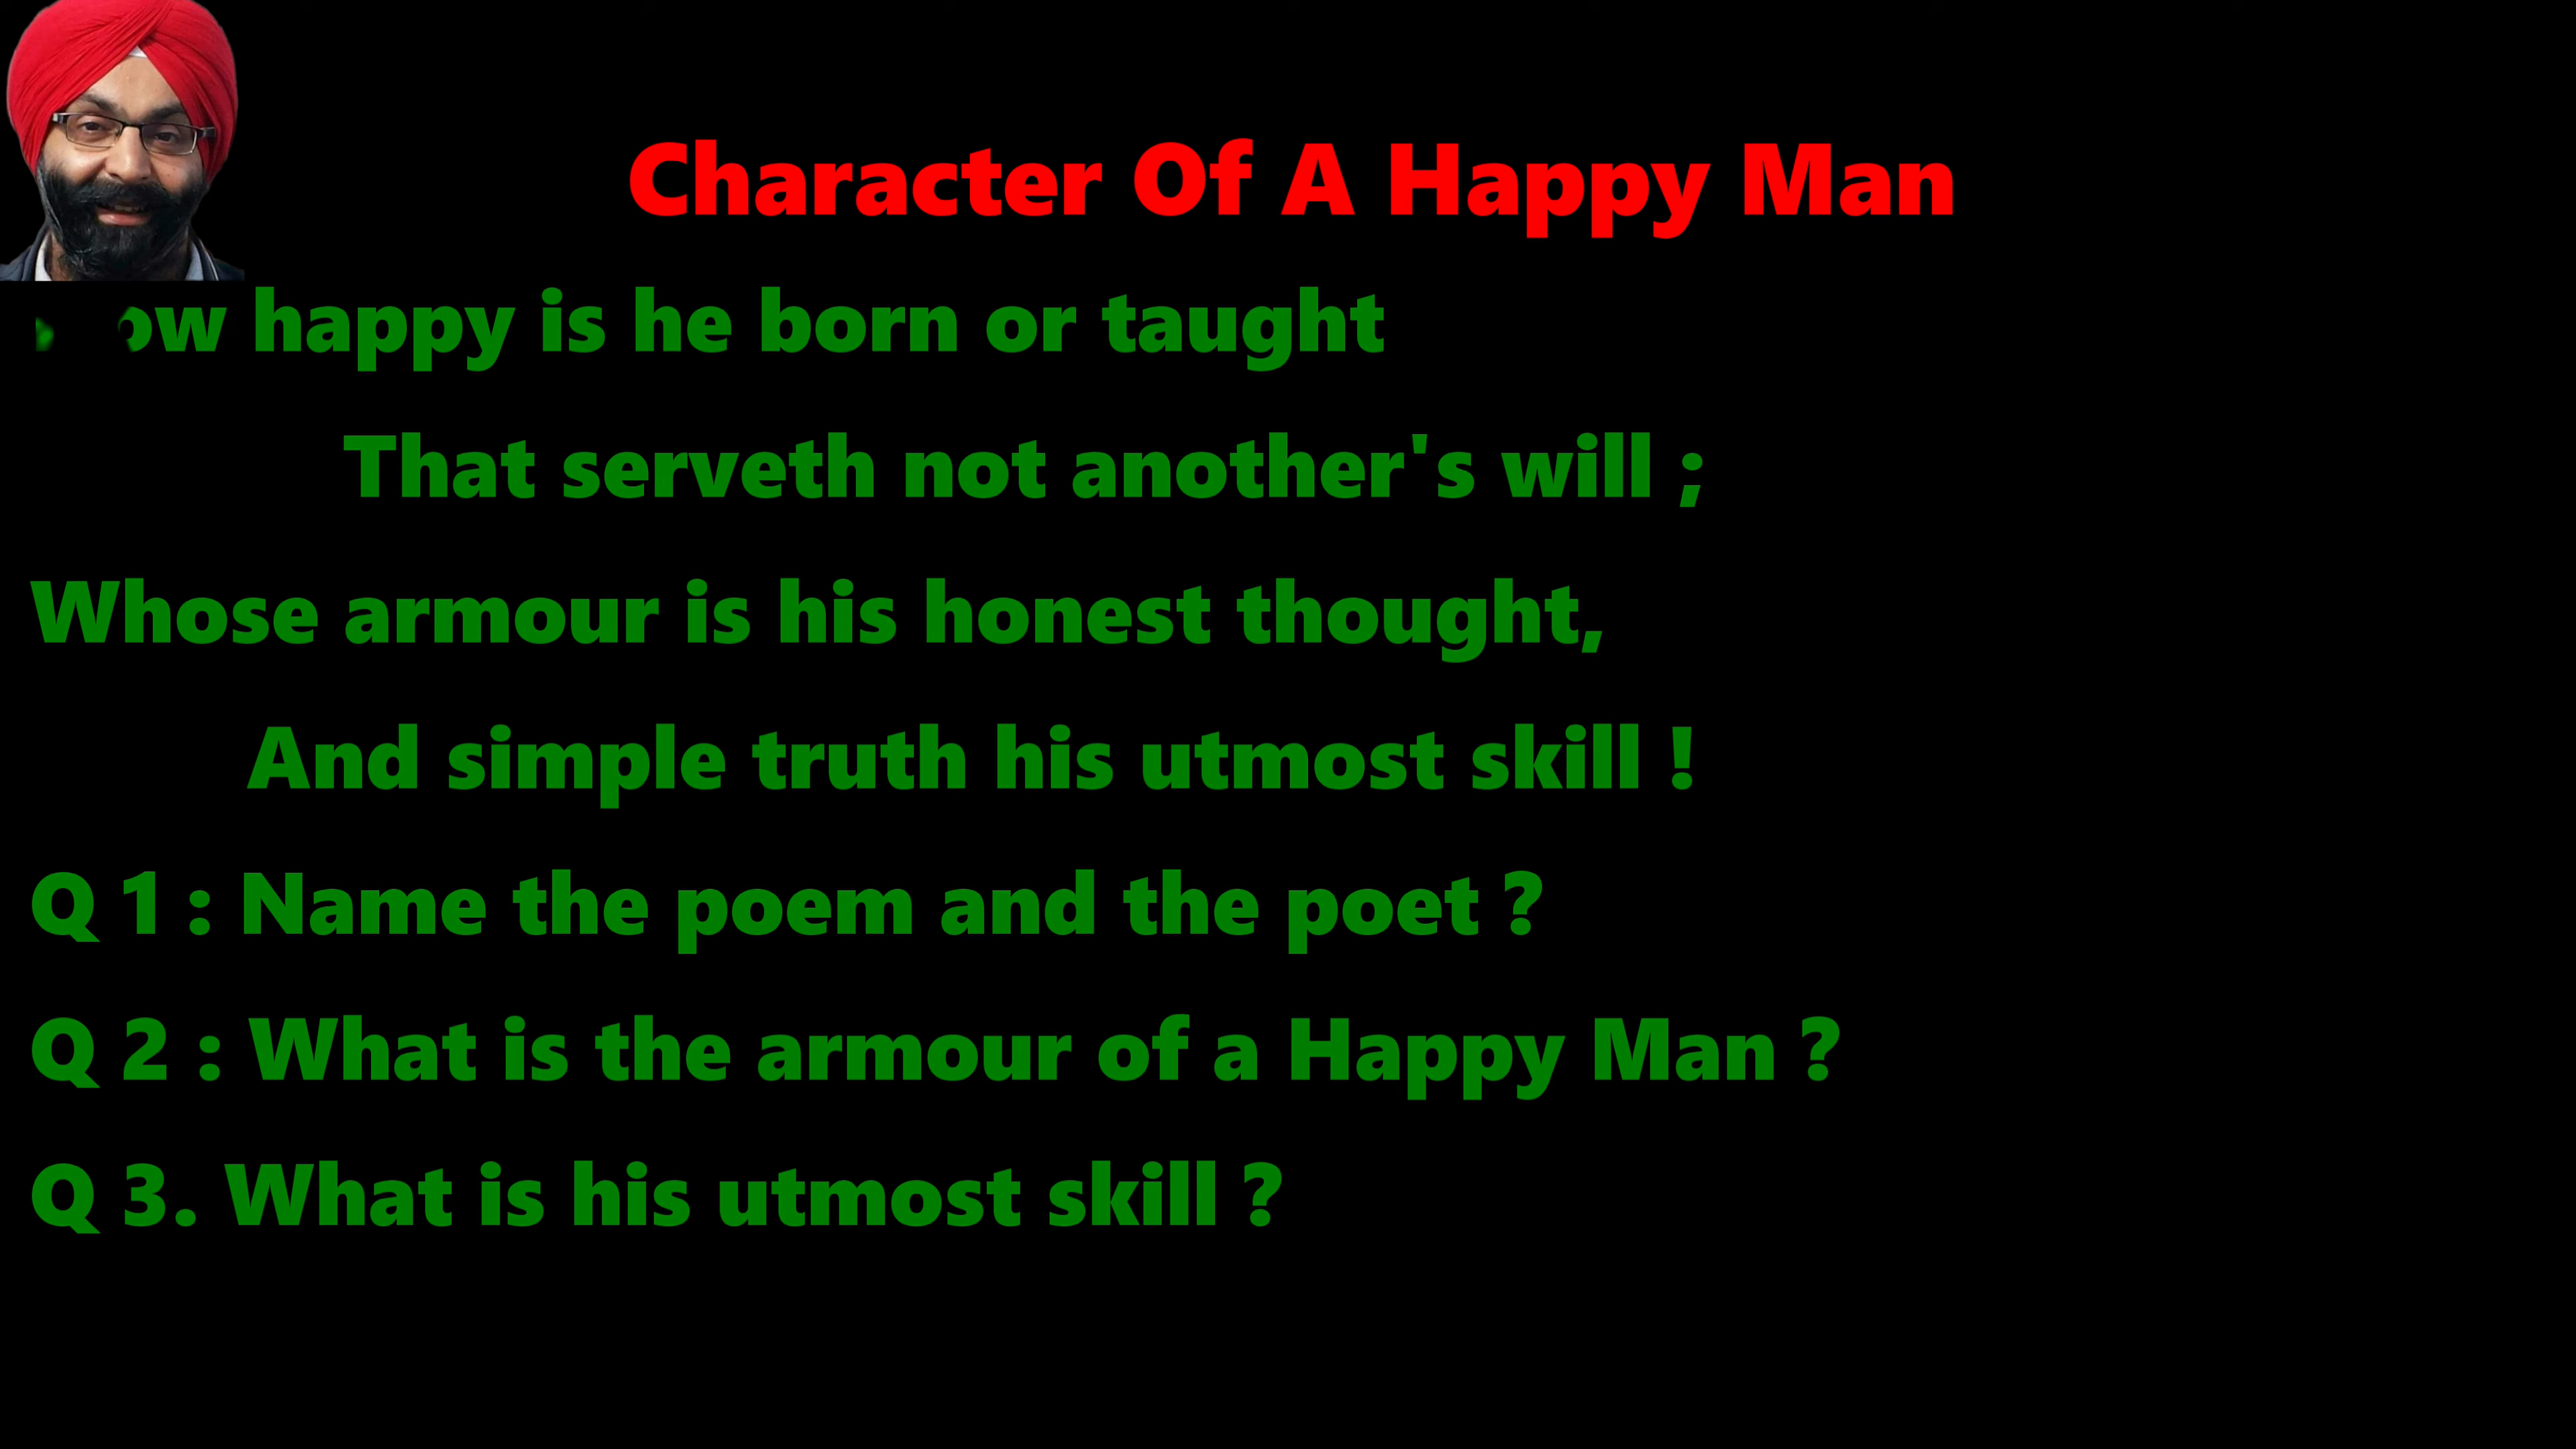 Character Of A Happy Man
ow happy is he born or taught
That serveth not another's will ;
Whose armour is his honest thought,
And simple truth his utmost skill !
Q 1 : Name the poem and the poet ?
Q 2 : What is the armour of a Happy Man ?
Q 3. What is his utmost skill ?